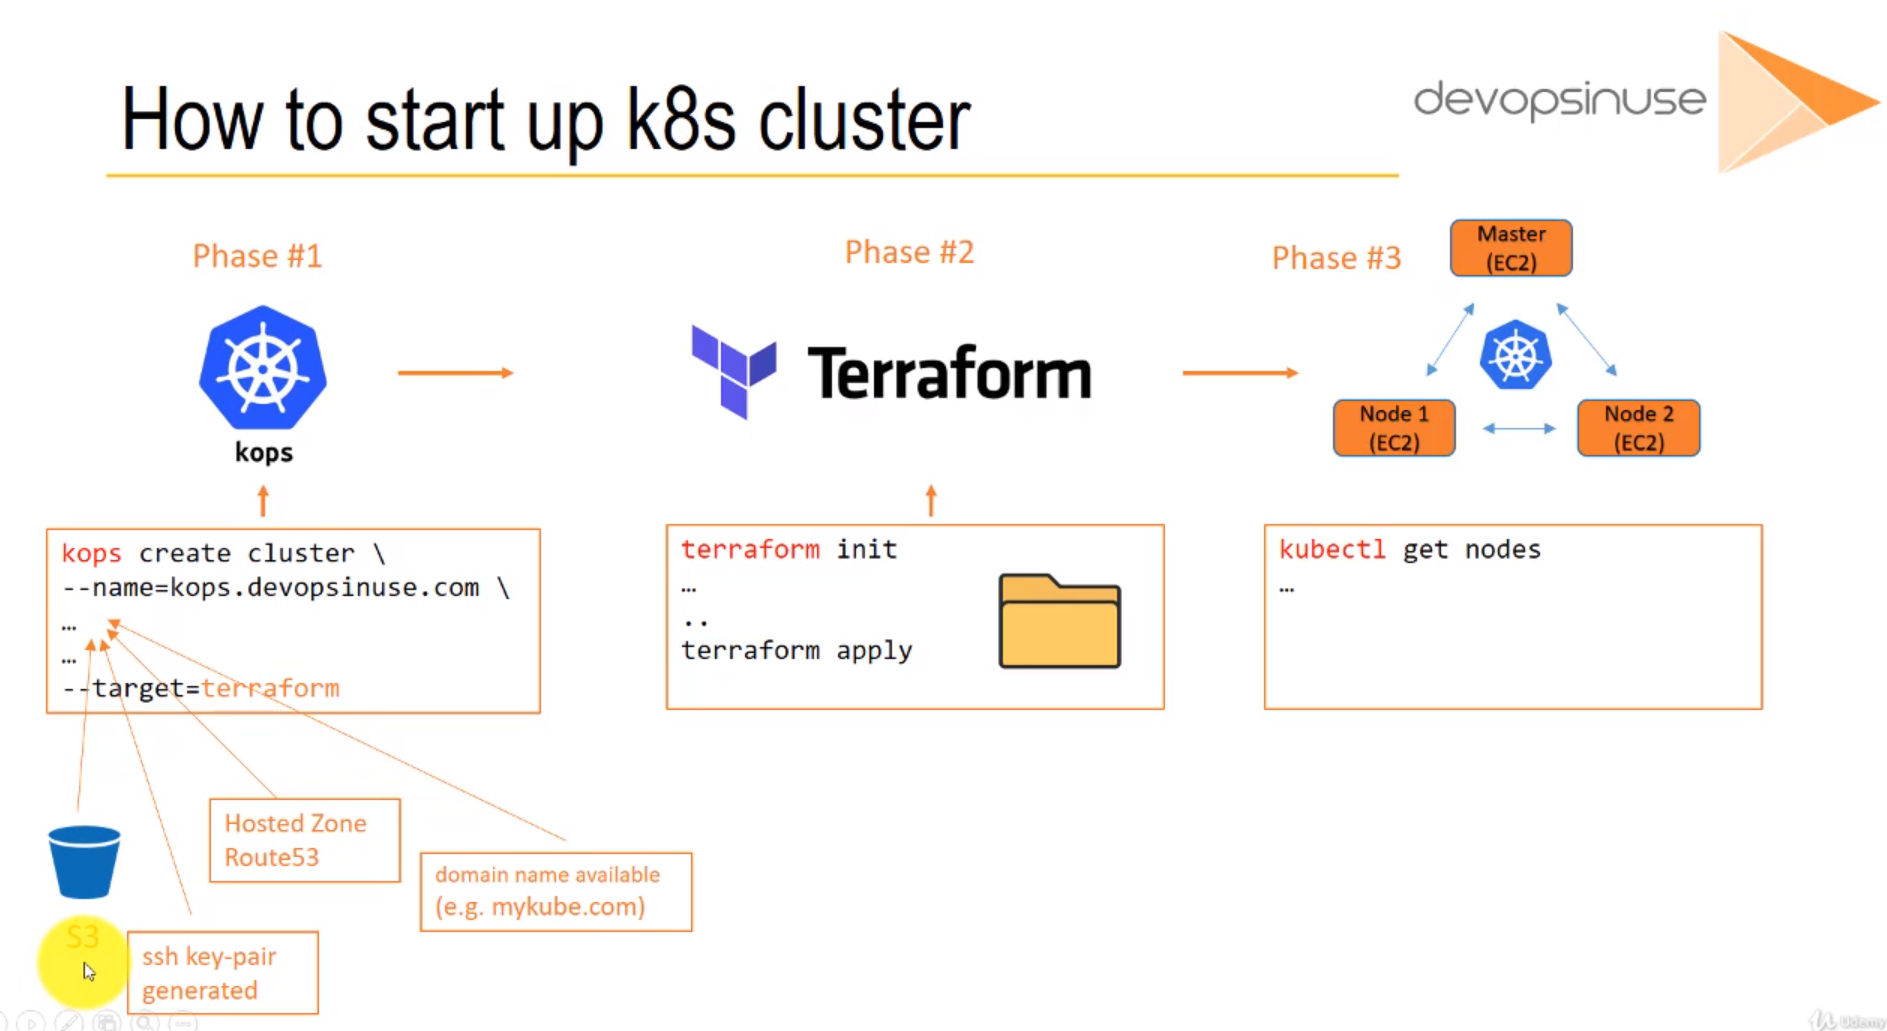 How to start up k8s cluster
devopsinuse
Phase #1
kops
kops create cluster \
--name=kops.devopsinuse.com \
…
…
--target=terraform
S3
ssh key-pair
generated
Hosted Zone
Route53
domain name available
(e.g. mykube.com)
Phase #2
Terraform
terraform init
…
..
terraform apply
Phase #3
Master
(EC2)
Node 1
(EC2)
Node 2
(EC2)
kubectl get nodes
…
Udemy